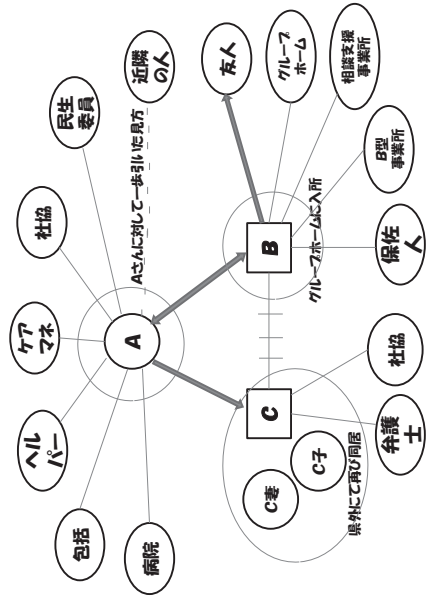 包括
ヘル
パー
ケア
マネ
社協
民生
委員
病院
A
Aさんに対して一歩引いた見方
近隣
の人
C妻
C子
C
県外にて再び同居
B
グループホームに入所
友人
グループ
ホーム
相談支援
事業所
B型
事業所
弁護
士
社協
保佐
人